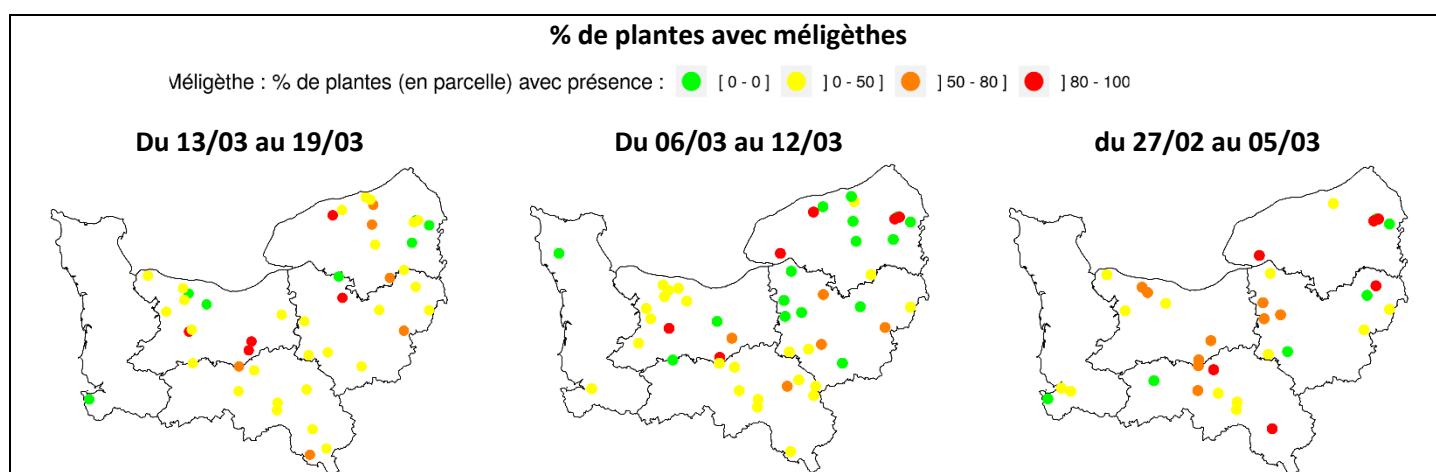 % de plantes avec méligèthes
Méligèthe : % de plantes (en parcelle) avec présence : [ 0 - 0 ] ] 0 - 50 ] ] 50 - 80 ] ] 80 - 100
Du 13/03 au 19/03 Du 06/03 au 12/03 du 27/02 au 05/03